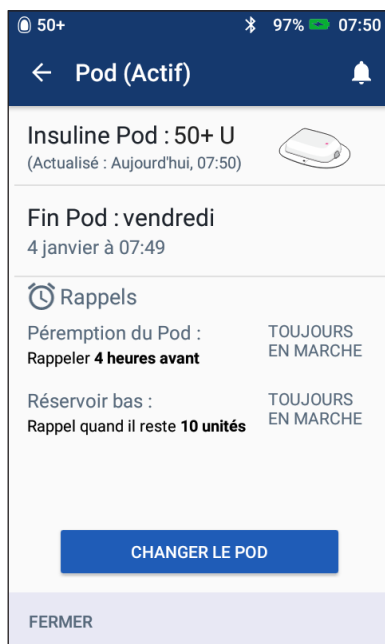 50+ 97% 07:50
Pod (Actif)
Insuline Pod : 50+ U
(Actualisé : Aujourd'hui, 07:50)
Fin Pod : vendredi
4 janvier à 07:49
Rappels
Péremption du Pod : TOUJOURS
Rappeler 4 heures avant EN MARCHE
Réservoir bas : TOUJOURS
Rappel quand il reste 10 unités EN MARCHE
CHANGER LE POD
FERMER